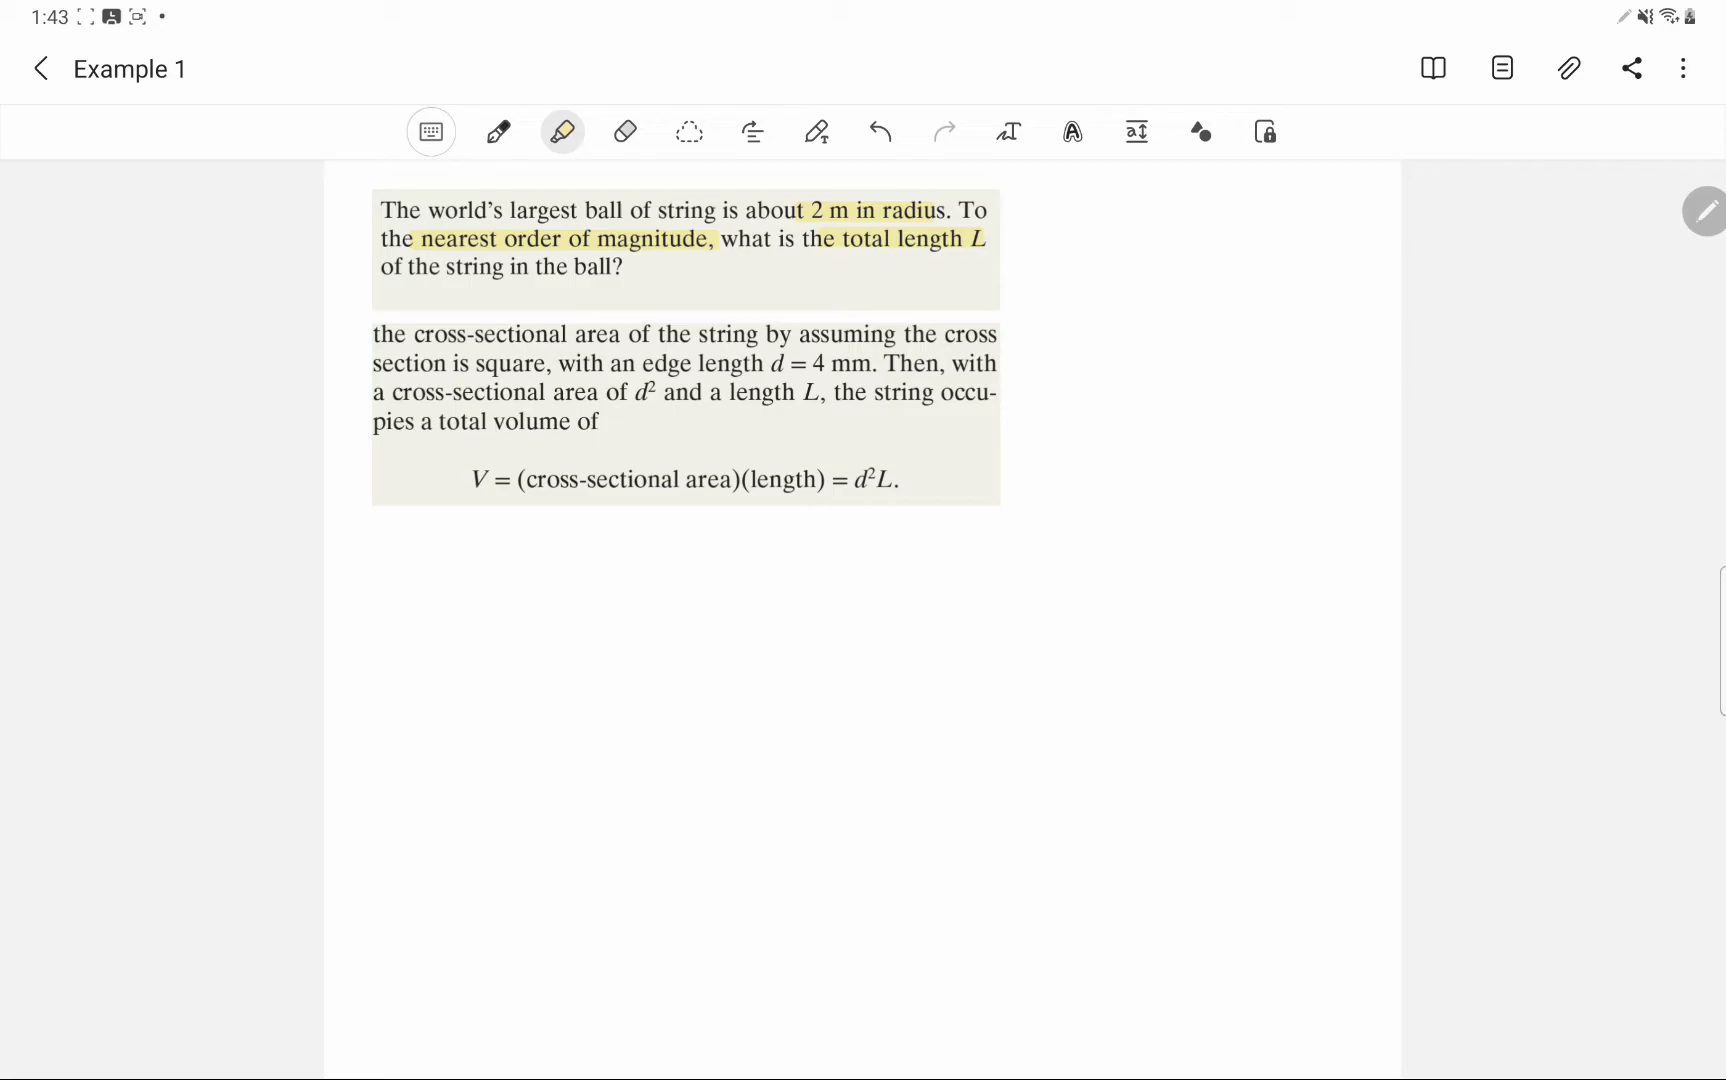 1:43
Example 1
The world’s largest ball of string is about 2 m in radius. To
the nearest order of magnitude, what is the total length L
of the string in the ball?
the cross-sectional area of the string by assuming the cross
section is square, with an edge length d = 4 mm. Then, with
a cross-sectional area of d² and a length L, the string occu-
pies a total volume of
V = (cross-sectional area)(length) = d²L.